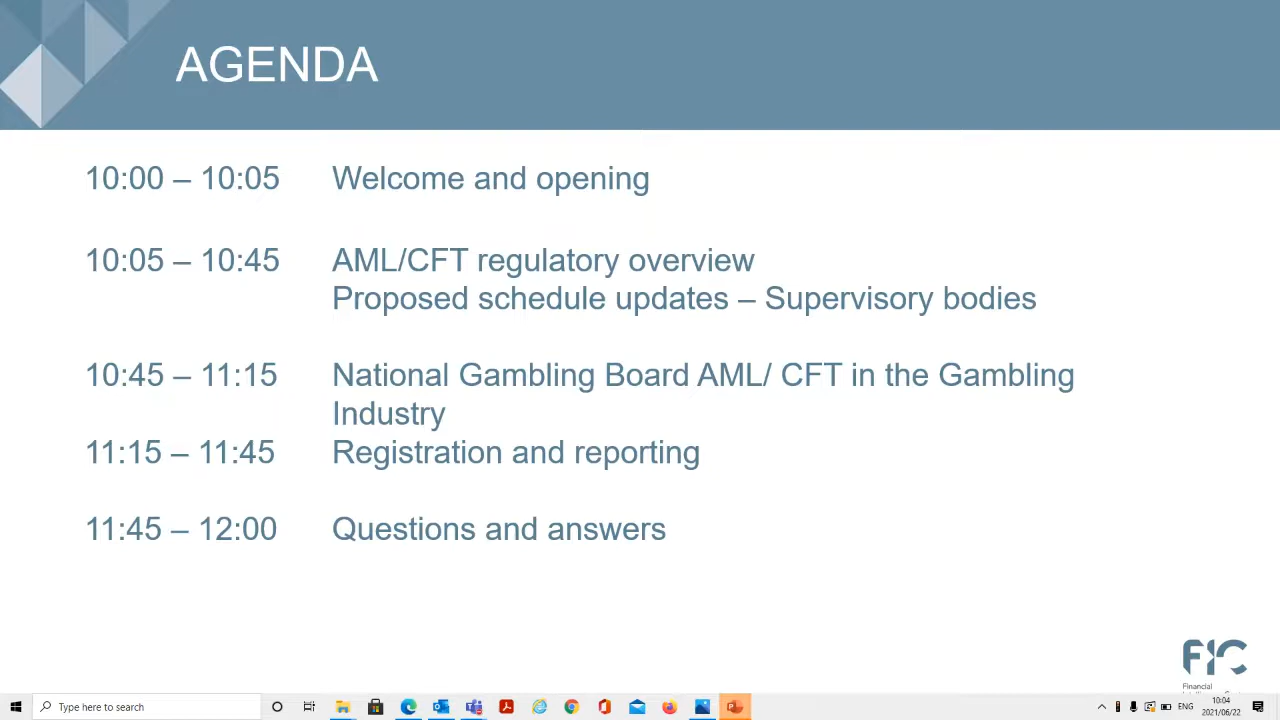 AGENDA
10:00 – 10:05 Welcome and opening
10:05 – 10:45 AML/CFT regulatory overview
Proposed schedule updates – Supervisory bodies
10:45 – 11:15 National Gambling Board AML/ CFT in the Gambling
Industry
11:15 – 11:45 Registration and reporting
11:45 – 12:00 Questions and answers
FIC
Financial
Type here to search
ENG
10:04
2021/06/22